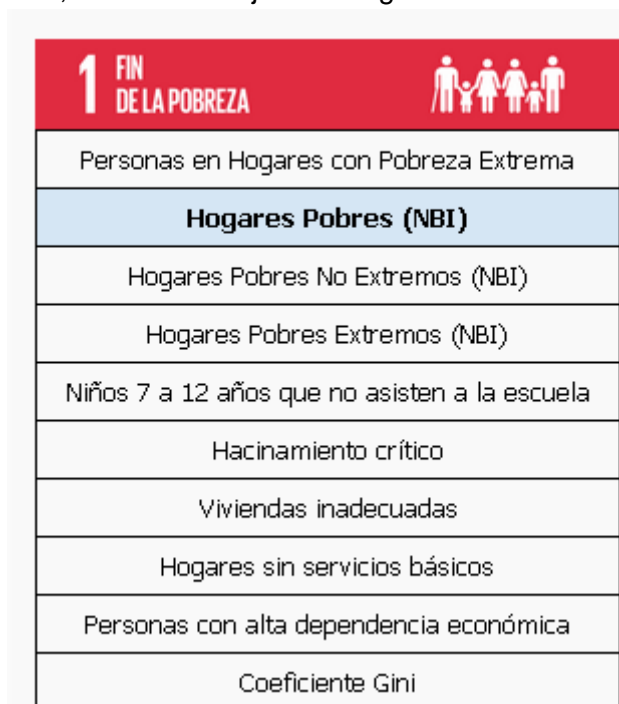 1 FIN
DE LA POBREZA
Personas en Hogares con Pobreza Extrema
Hogares Pobres (NBI)
Hogares Pobres No Extremos (NBI)
Hogares Pobres Extremos (NBI)
Niños 7 a 12 años que no asisten a la escuela
Hacinamiento crítico
Viviendas inadecuadas
Hogares sin servicios básicos
Personas con alta dependencia económica
Coeficiente Gini